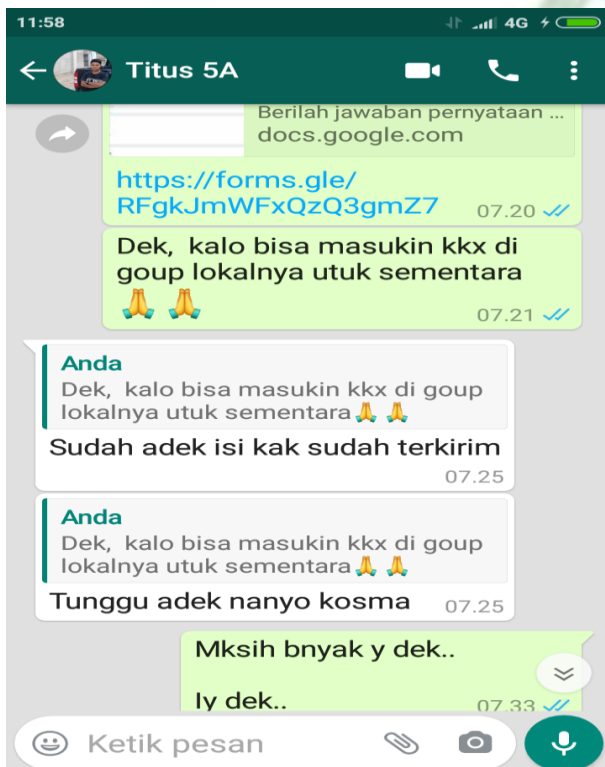 11:58
4G
Titus 5A
Berilah jawaban pernyataan ...
docs.google.com
https://forms.gle/
RFgkJmWFxQzQ3gmZ7 07.20
Dek, kalo bisa masukin kkx di
goup lokalnya utuk sementara
🙏 🙏
07.21
Anda
Dek, kalo bisa masukin kkx di goup
lokalnya utuk sementara🙏 🙏
Sudah adek isi kak sudah terkirim
07.25
Anda
Dek, kalo bisa masukin kkx di goup
lokalnya utuk sementara🙏 🙏
Tunggu adek nanyo kosma 07.25
Mksih bnyak y dek..
Iy dek.. 07.33
Ketik pesan